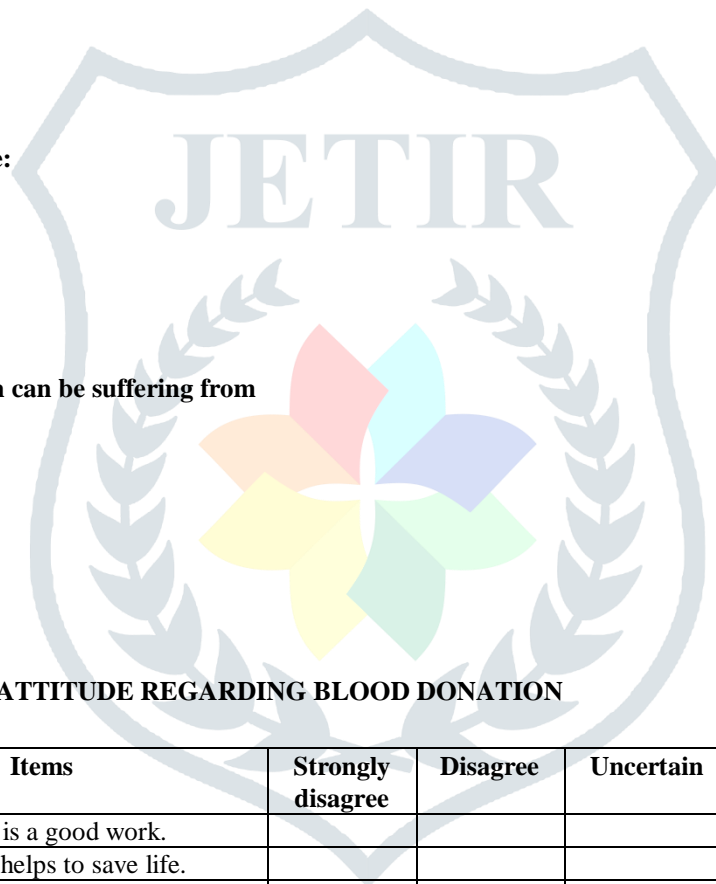 JETIR
e:
n can be suffering from
ATTITUDE REGARDING BLOOD DONATION
Items Strongly disagree Disagree Uncertain
is a good work.
helps to save life.